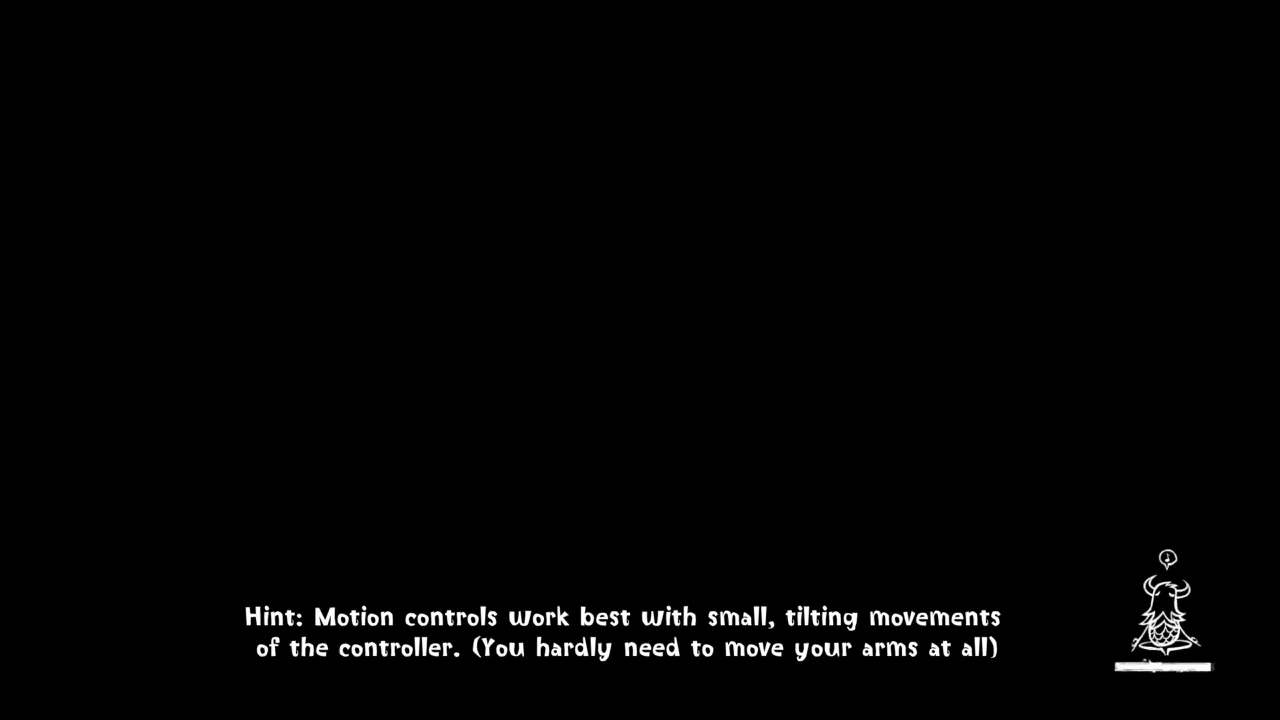 Hint: Motion controls work best with small, tilting movements
of the controller. (You hardly need to move your arms at all)